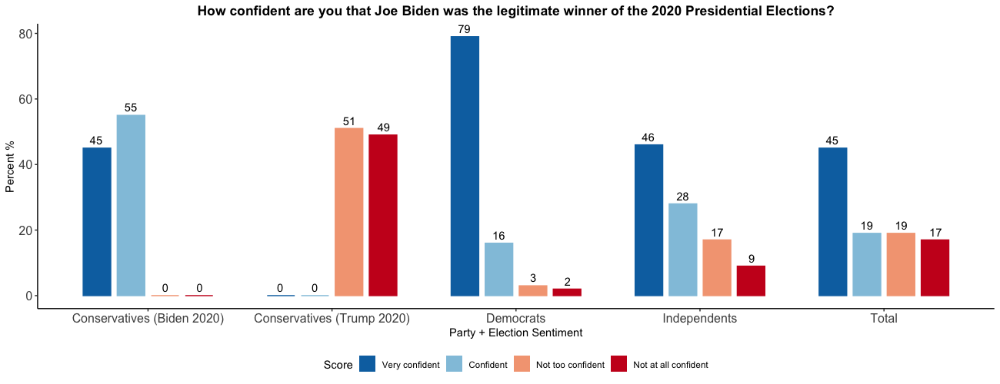 How confident are you that Joe Biden was the legitimate winner of the 2020 Presidential Elections?
Percent %
80
60
40
20
0
45
55
0
0
0
0
51
49
79
16
3
2
46
28
17
9
45
19
19
17
Conservatives (Biden 2020)
Conservatives (Trump 2020)
Democrats
Independents
Total
Party + Election Sentiment
Score
Very confident
Confident
Not too confident
Not at all confident